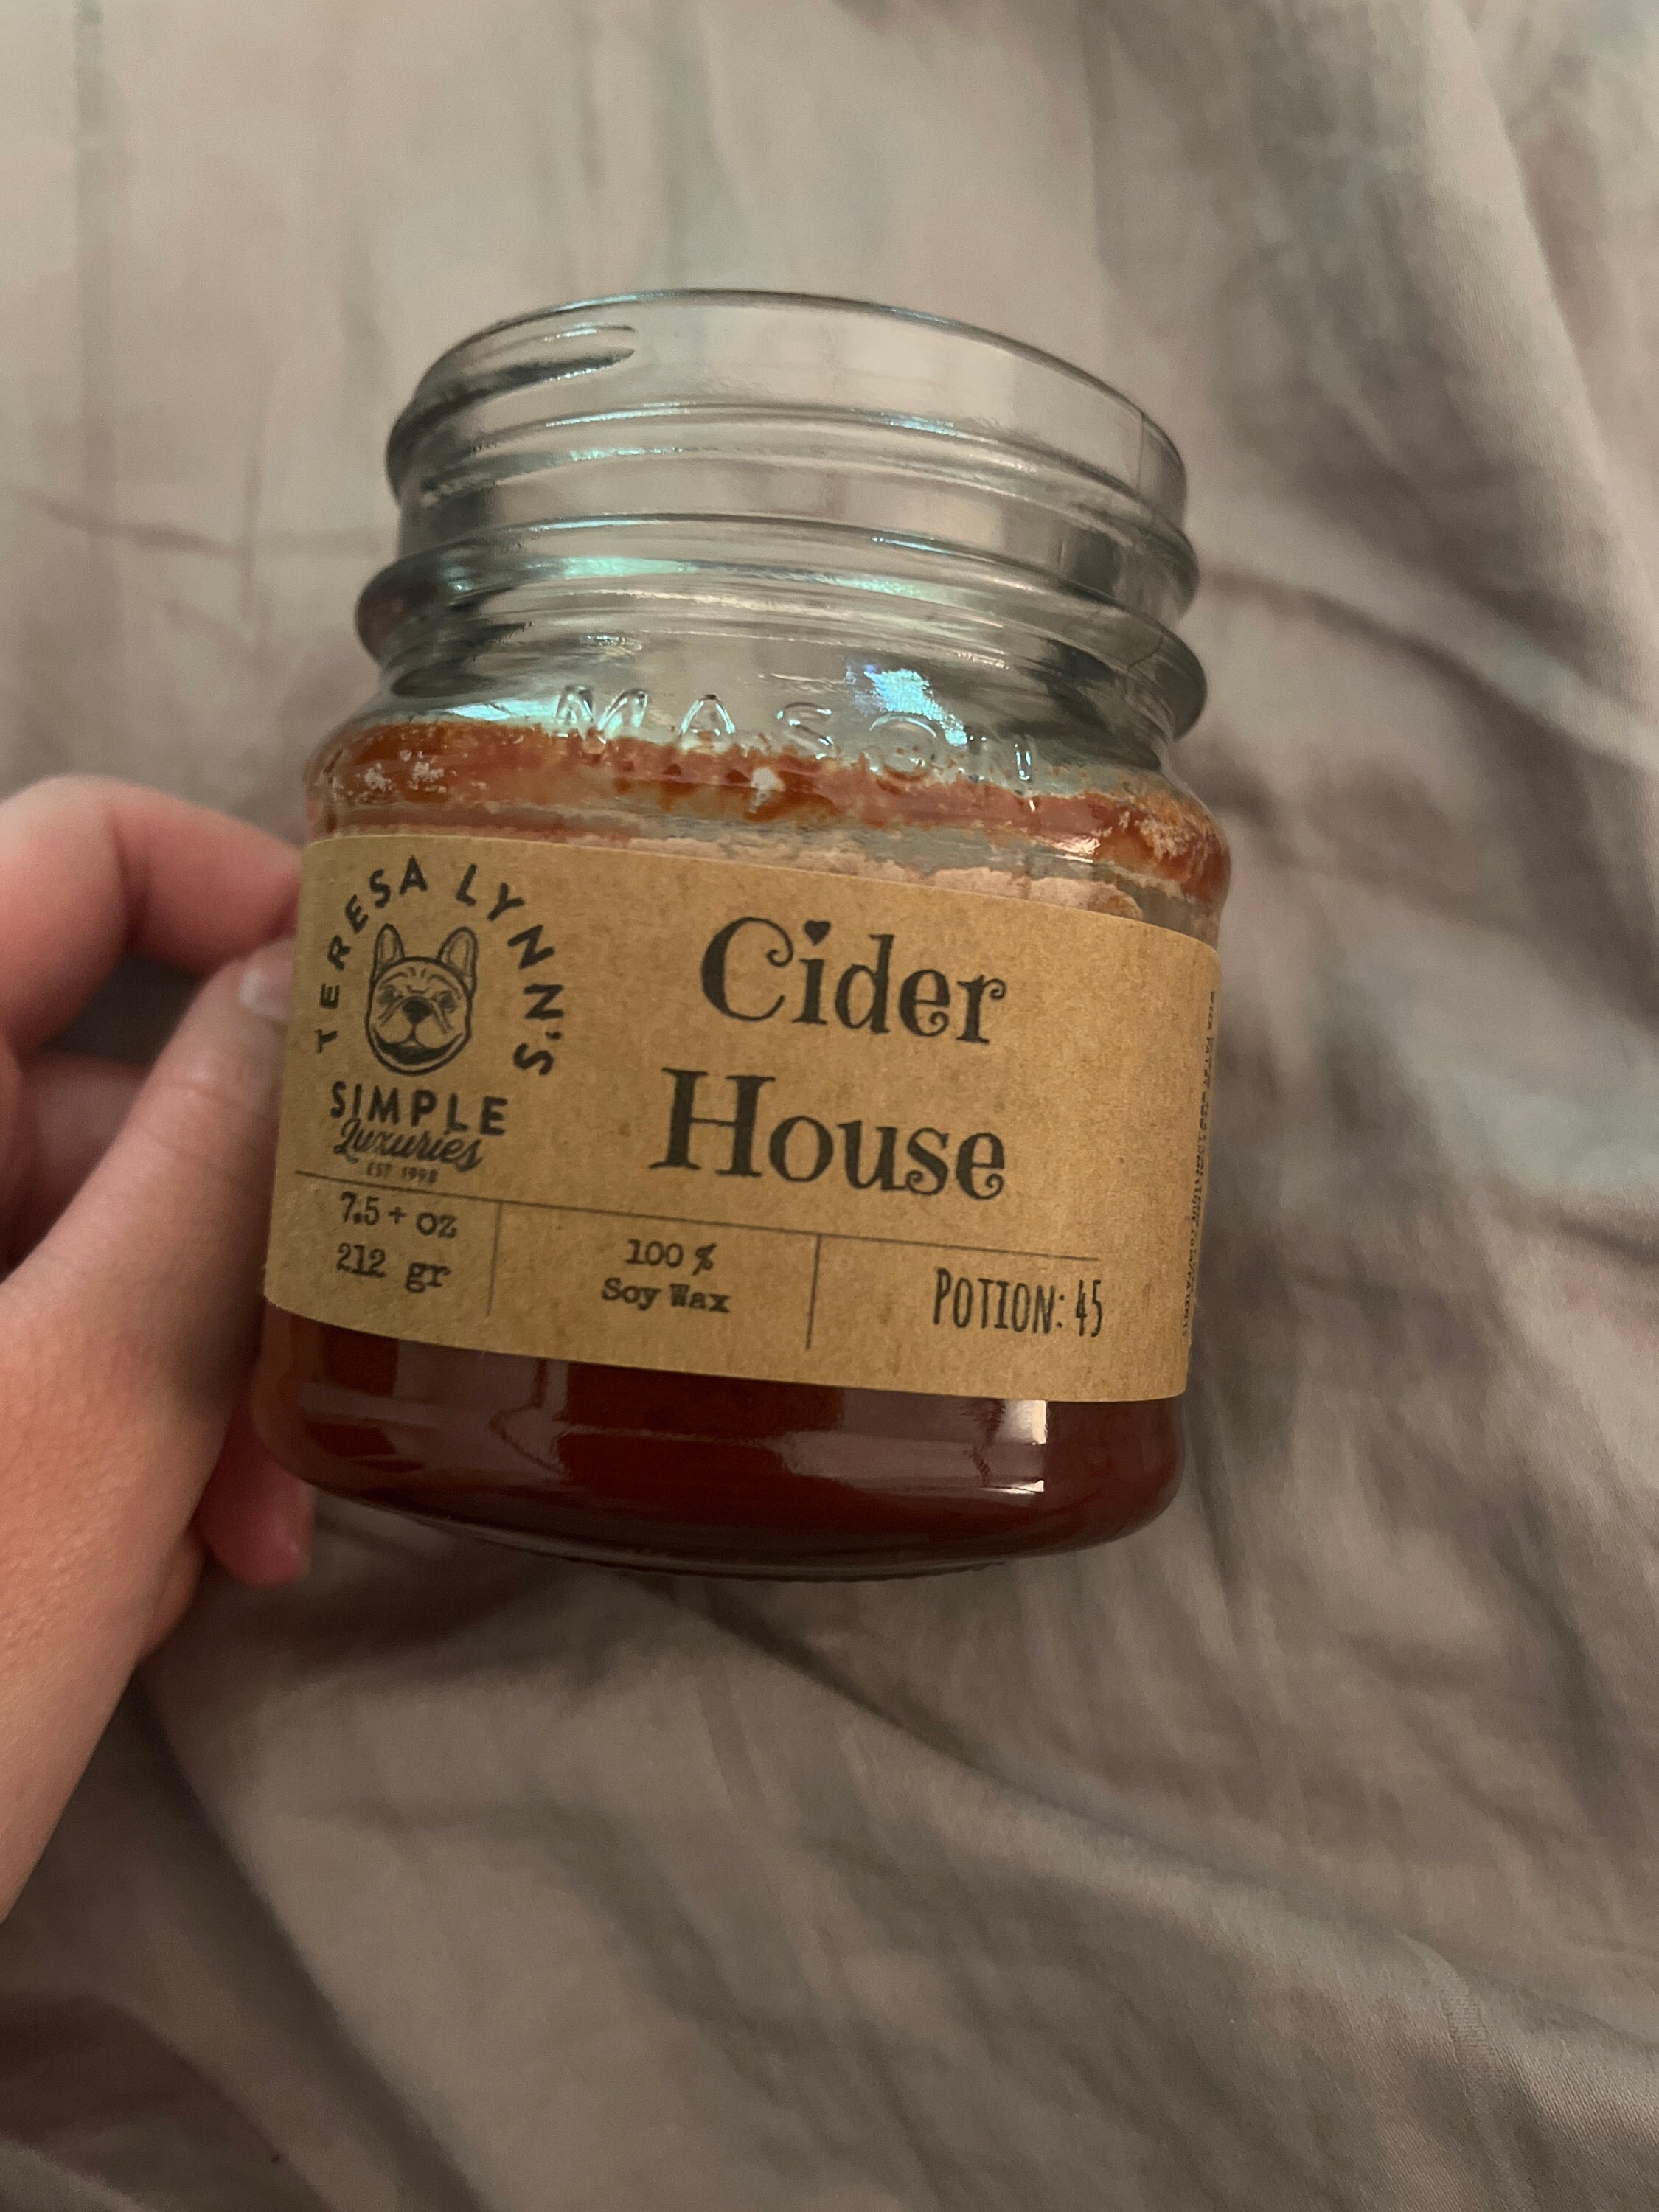 MASON
TERESA LYNN'S
SIMPLE
Luxuries
EST 1998
Cider
House
7.5+ oz
212 gr
100 %
Soy Wax
POTION: 45